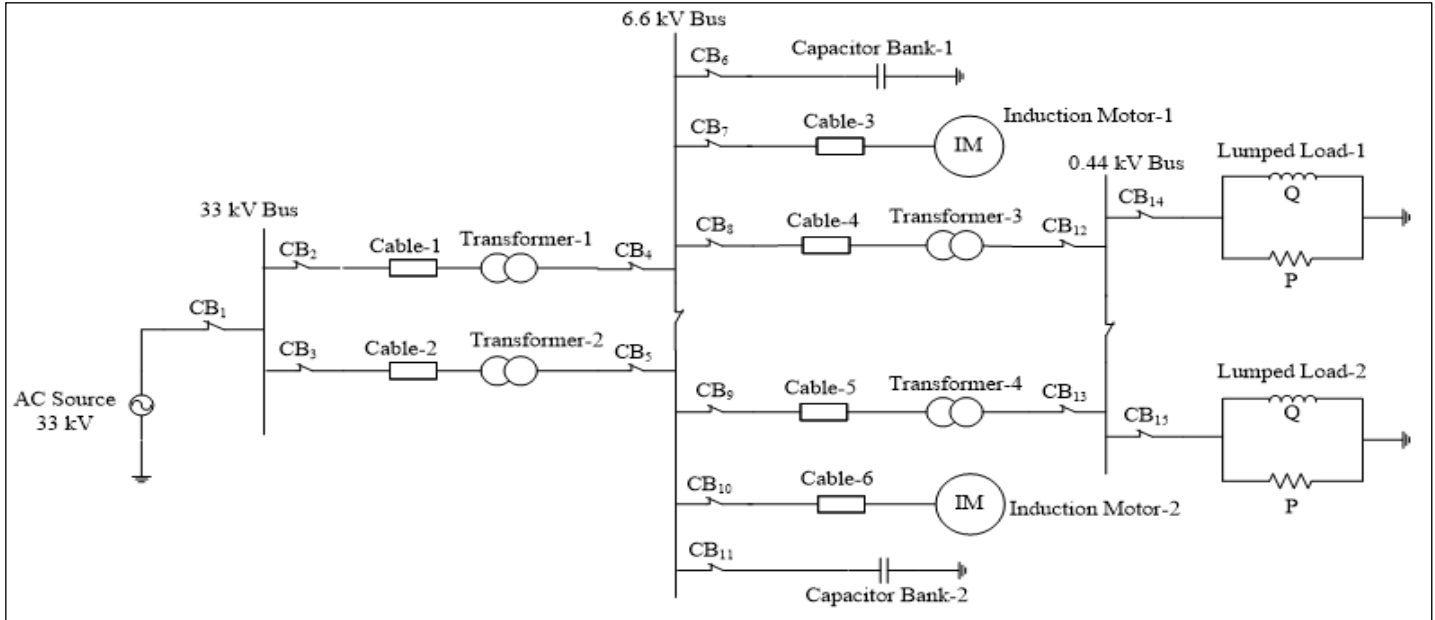 6.6 kV Bus
Capacitor Bank-1
CB6
Induction Motor-1
Cable-3
CB7
IM
Lumped Load-1
0.44 kV Bus
CB14
Q
33 kV Bus
Cable-4
Transformer-3
CB8
CB12
Transformer-1
CB2
Cable-1
CB4
P
CB1
Transformer-2
CB3
Cable-2
CB5
AC Source
33 kV
Cable-5
Transformer-4
CB9
CB13
Lumped Load-2
CB15
Q
Cable-6
CB10
IM
Induction Motor-2
P
CB11
Capacitor Bank-2